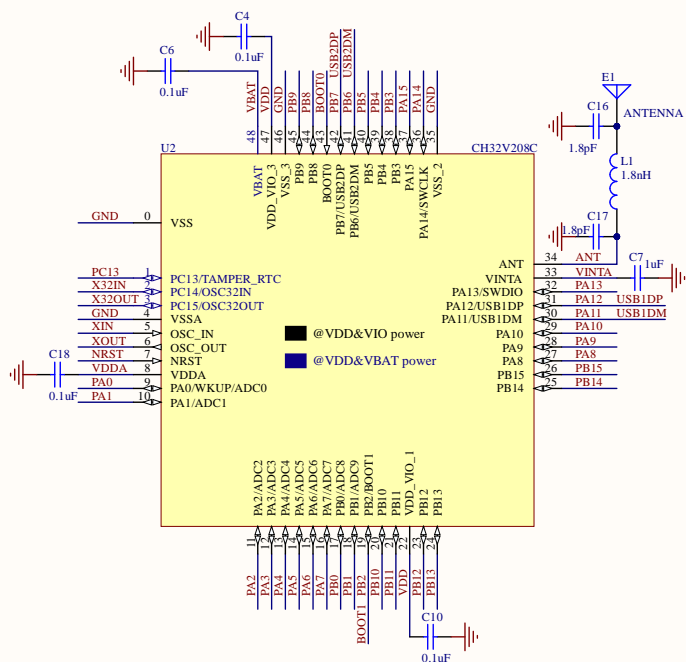 C4
0.1uF
C6
0.1uF
VBAT
VDD
GND
PB9
PB8
BOOT0
PB7 USB2DP
PB6 USB2DM
PB5
PB4
PB3
PA15
PA14
GND
48
47
46
45
44
43
42
41
40
39
38
37
36
35
E1
ANTENNA
C16
1.8pF
L1
1.8nH
C17
1.8pF
U2
CH32V208C
VBAT
VDD_VIO_3
VSS_3
PB9
PB8
BOOT0
PB7/USB2DP
PB6/USB2DM
PB5
PB4
PB3
PA15
PA14/SWCLK
VSS_2
GND 0 VSS
PC13 1 PC13/TAMPER_RTC
X32IN 2 PC14/OSC32IN
X32OUT 3 PC15/OSC32OUT
GND 4 VSSA
XIN 5 OSC_IN
XOUT 6 OSC_OUT
NRST 7 NRST
VDDA 8 VDDA
PA0 9 PA0/WKUP/ADC0
PA1 10 PA1/ADC1
C18
0.1uF
@VDD&VIO power
@VDD&VBAT power
ANT 34 ANT
VINTA 33 VINTA
PA13/SWDIO 32 PA13
PA12/USB1DP 31 PA12 USB1DP
PA11/USB1DM 30 PA11 USB1DM
PA10 29 PA10
PA9 28 PA9
PA8 27 PA8
PB15 26 PB15
PB14 25 PB14
C7
1uF
PA2/ADC2
PA3/ADC3
PA4/ADC4
PA5/ADC5
PA6/ADC6
PA7/ADC7
PB0/ADC8
PB1/ADC9
PB2/BOOT1
PB10
PB11
VDD_VIO_1
PB12
PB13
11
12
13
14
15
16
17
18
19
20
21
22
23
24
PA2
PA3
PA4
PA5
PA6
PA7
PB0
PB1
BOOT1 PB2
PB10
PB11
VDD
PB12
PB13
C10
0.1uF